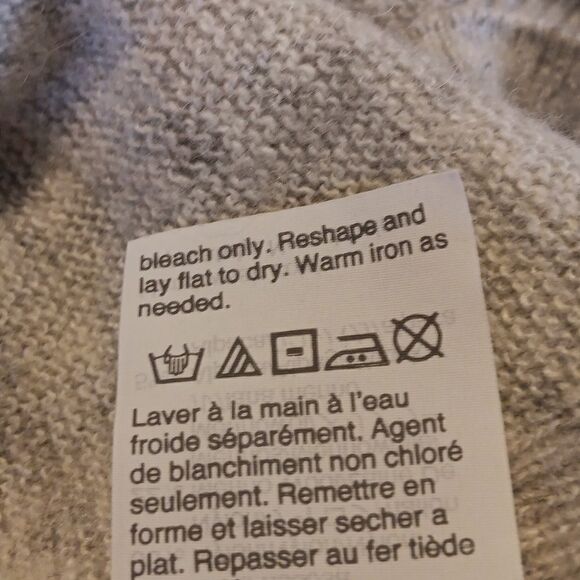 bleach only. Reshape and
lay flat to dry. Warm iron as
needed.
Laver à la main à l'eau
froide séparément. Agent
de blanchiment non chloré
seulement. Remettre en
forme et laisser secher a
plat. Repasser au fer tiède